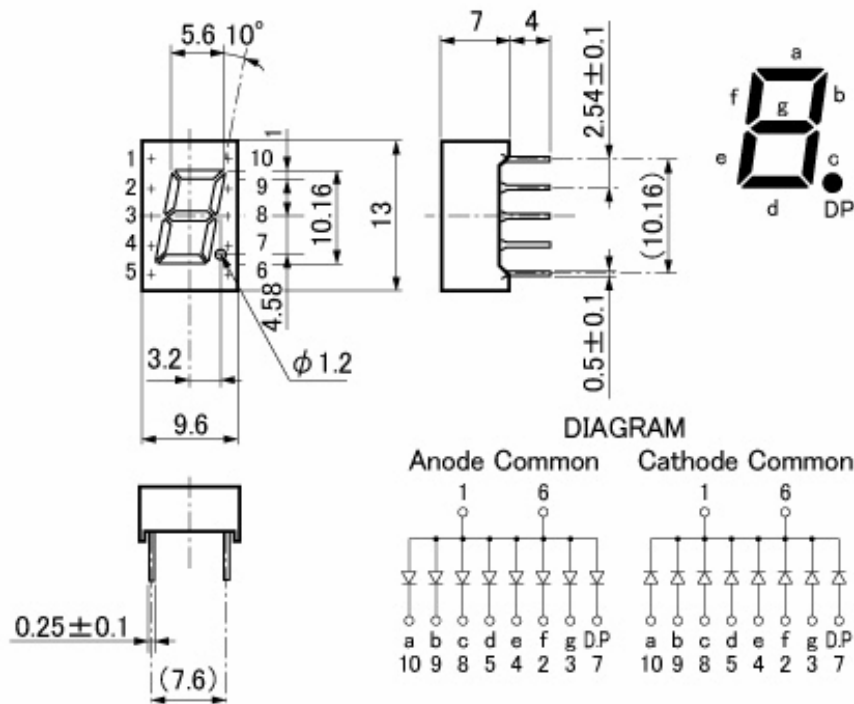 5.6 10°
7 4
2.54±0.1
a
f b
g
e c
d DP
1 10
2 9
3 8
4 7
5 6
1
10.16
4.58
13
(10.16)
0.5±0.1
3.2
φ1.2
9.6
DIAGRAM
Anode Common Cathode Common
1 6 1 6
a b c d e f g D.P a b c d e f g D.P
10 9 8 5 4 2 3 7 10 9 8 5 4 2 3 7
0.25±0.1
(7.6)